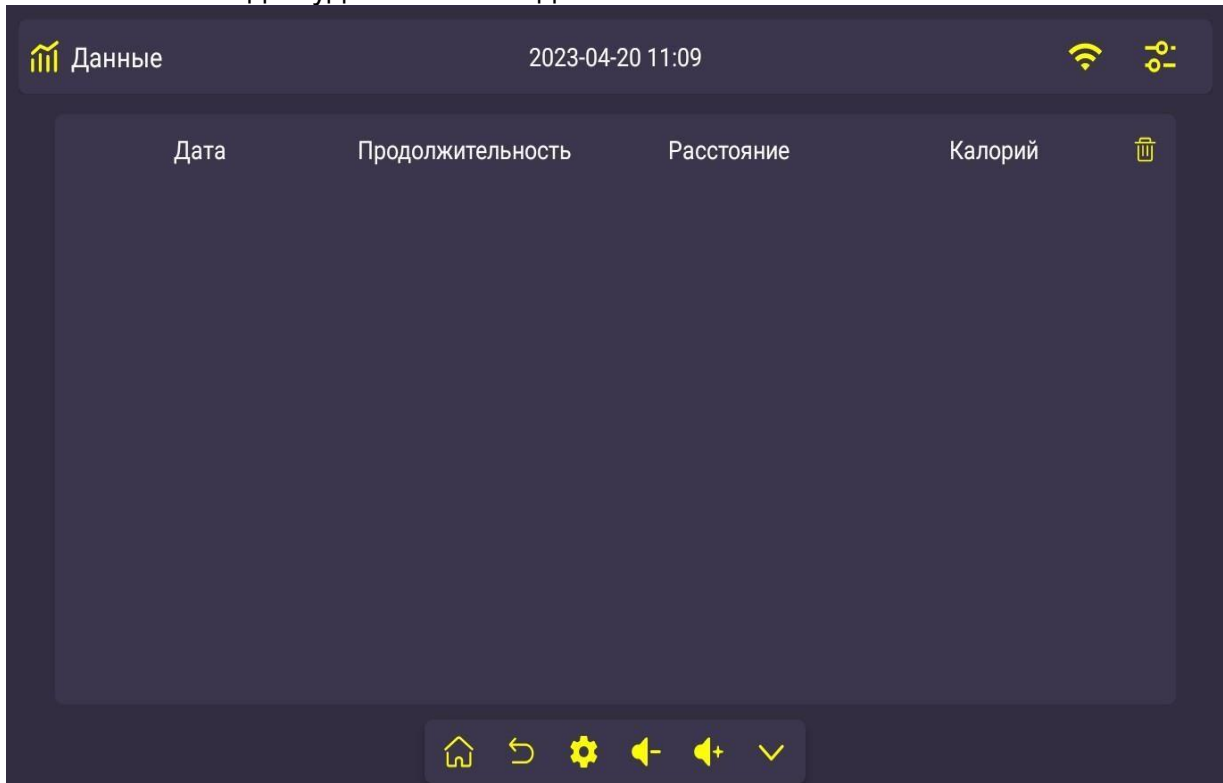 Данные 2023-04-20 11:09
Дата Продолжительность Расстояние Калорий